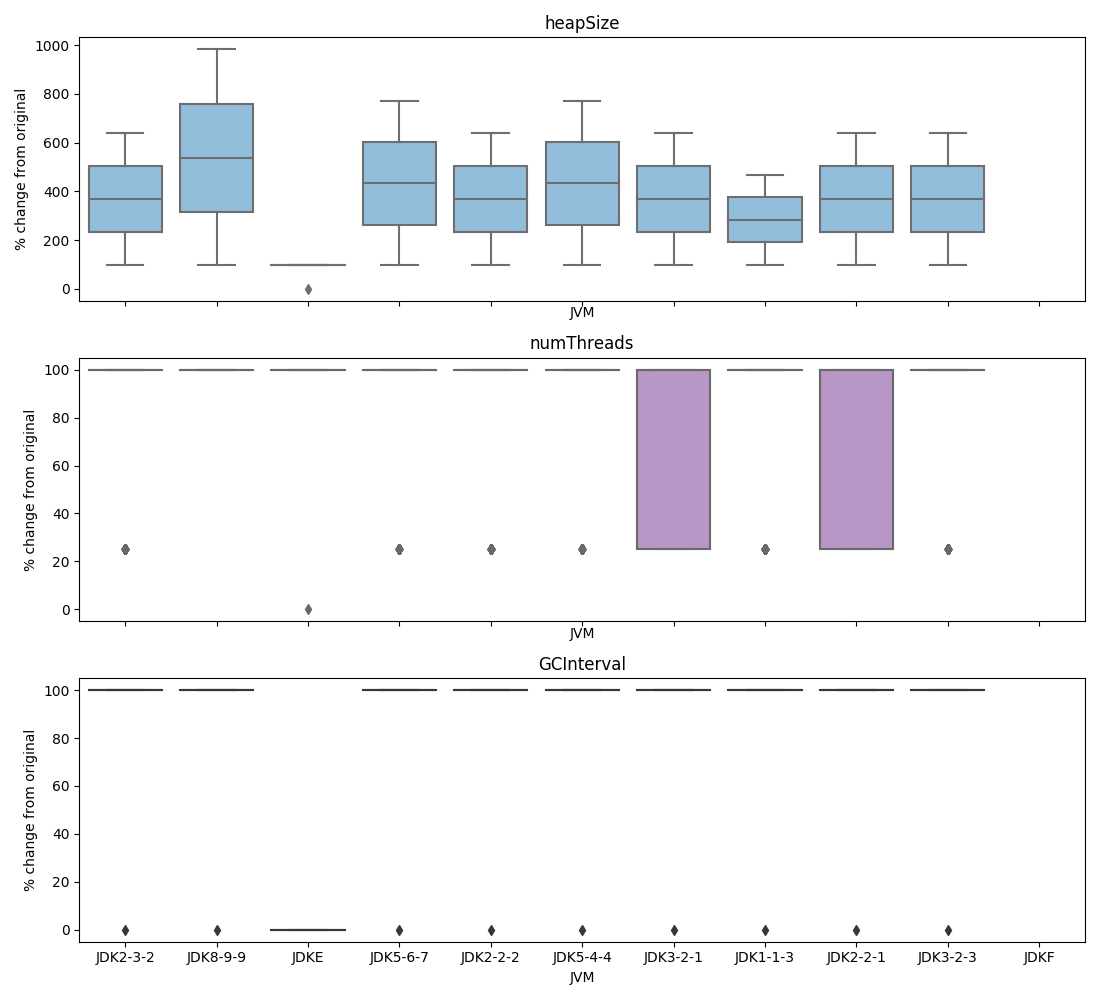 heapSize
% change from original
1000
800
600
400
200
0
JVM
numThreads
% change from original
100
80
60
40
20
0
JVM
GCInterval
% change from original
100
80
60
40
20
0
JDK2-3-2 JDK8-9-9 JDKE JDK5-6-7 JDK2-2-2 JDK5-4-4 JDK3-2-1 JDK1-1-3 JDK2-2-1 JDK3-2-3 JDKF
JVM